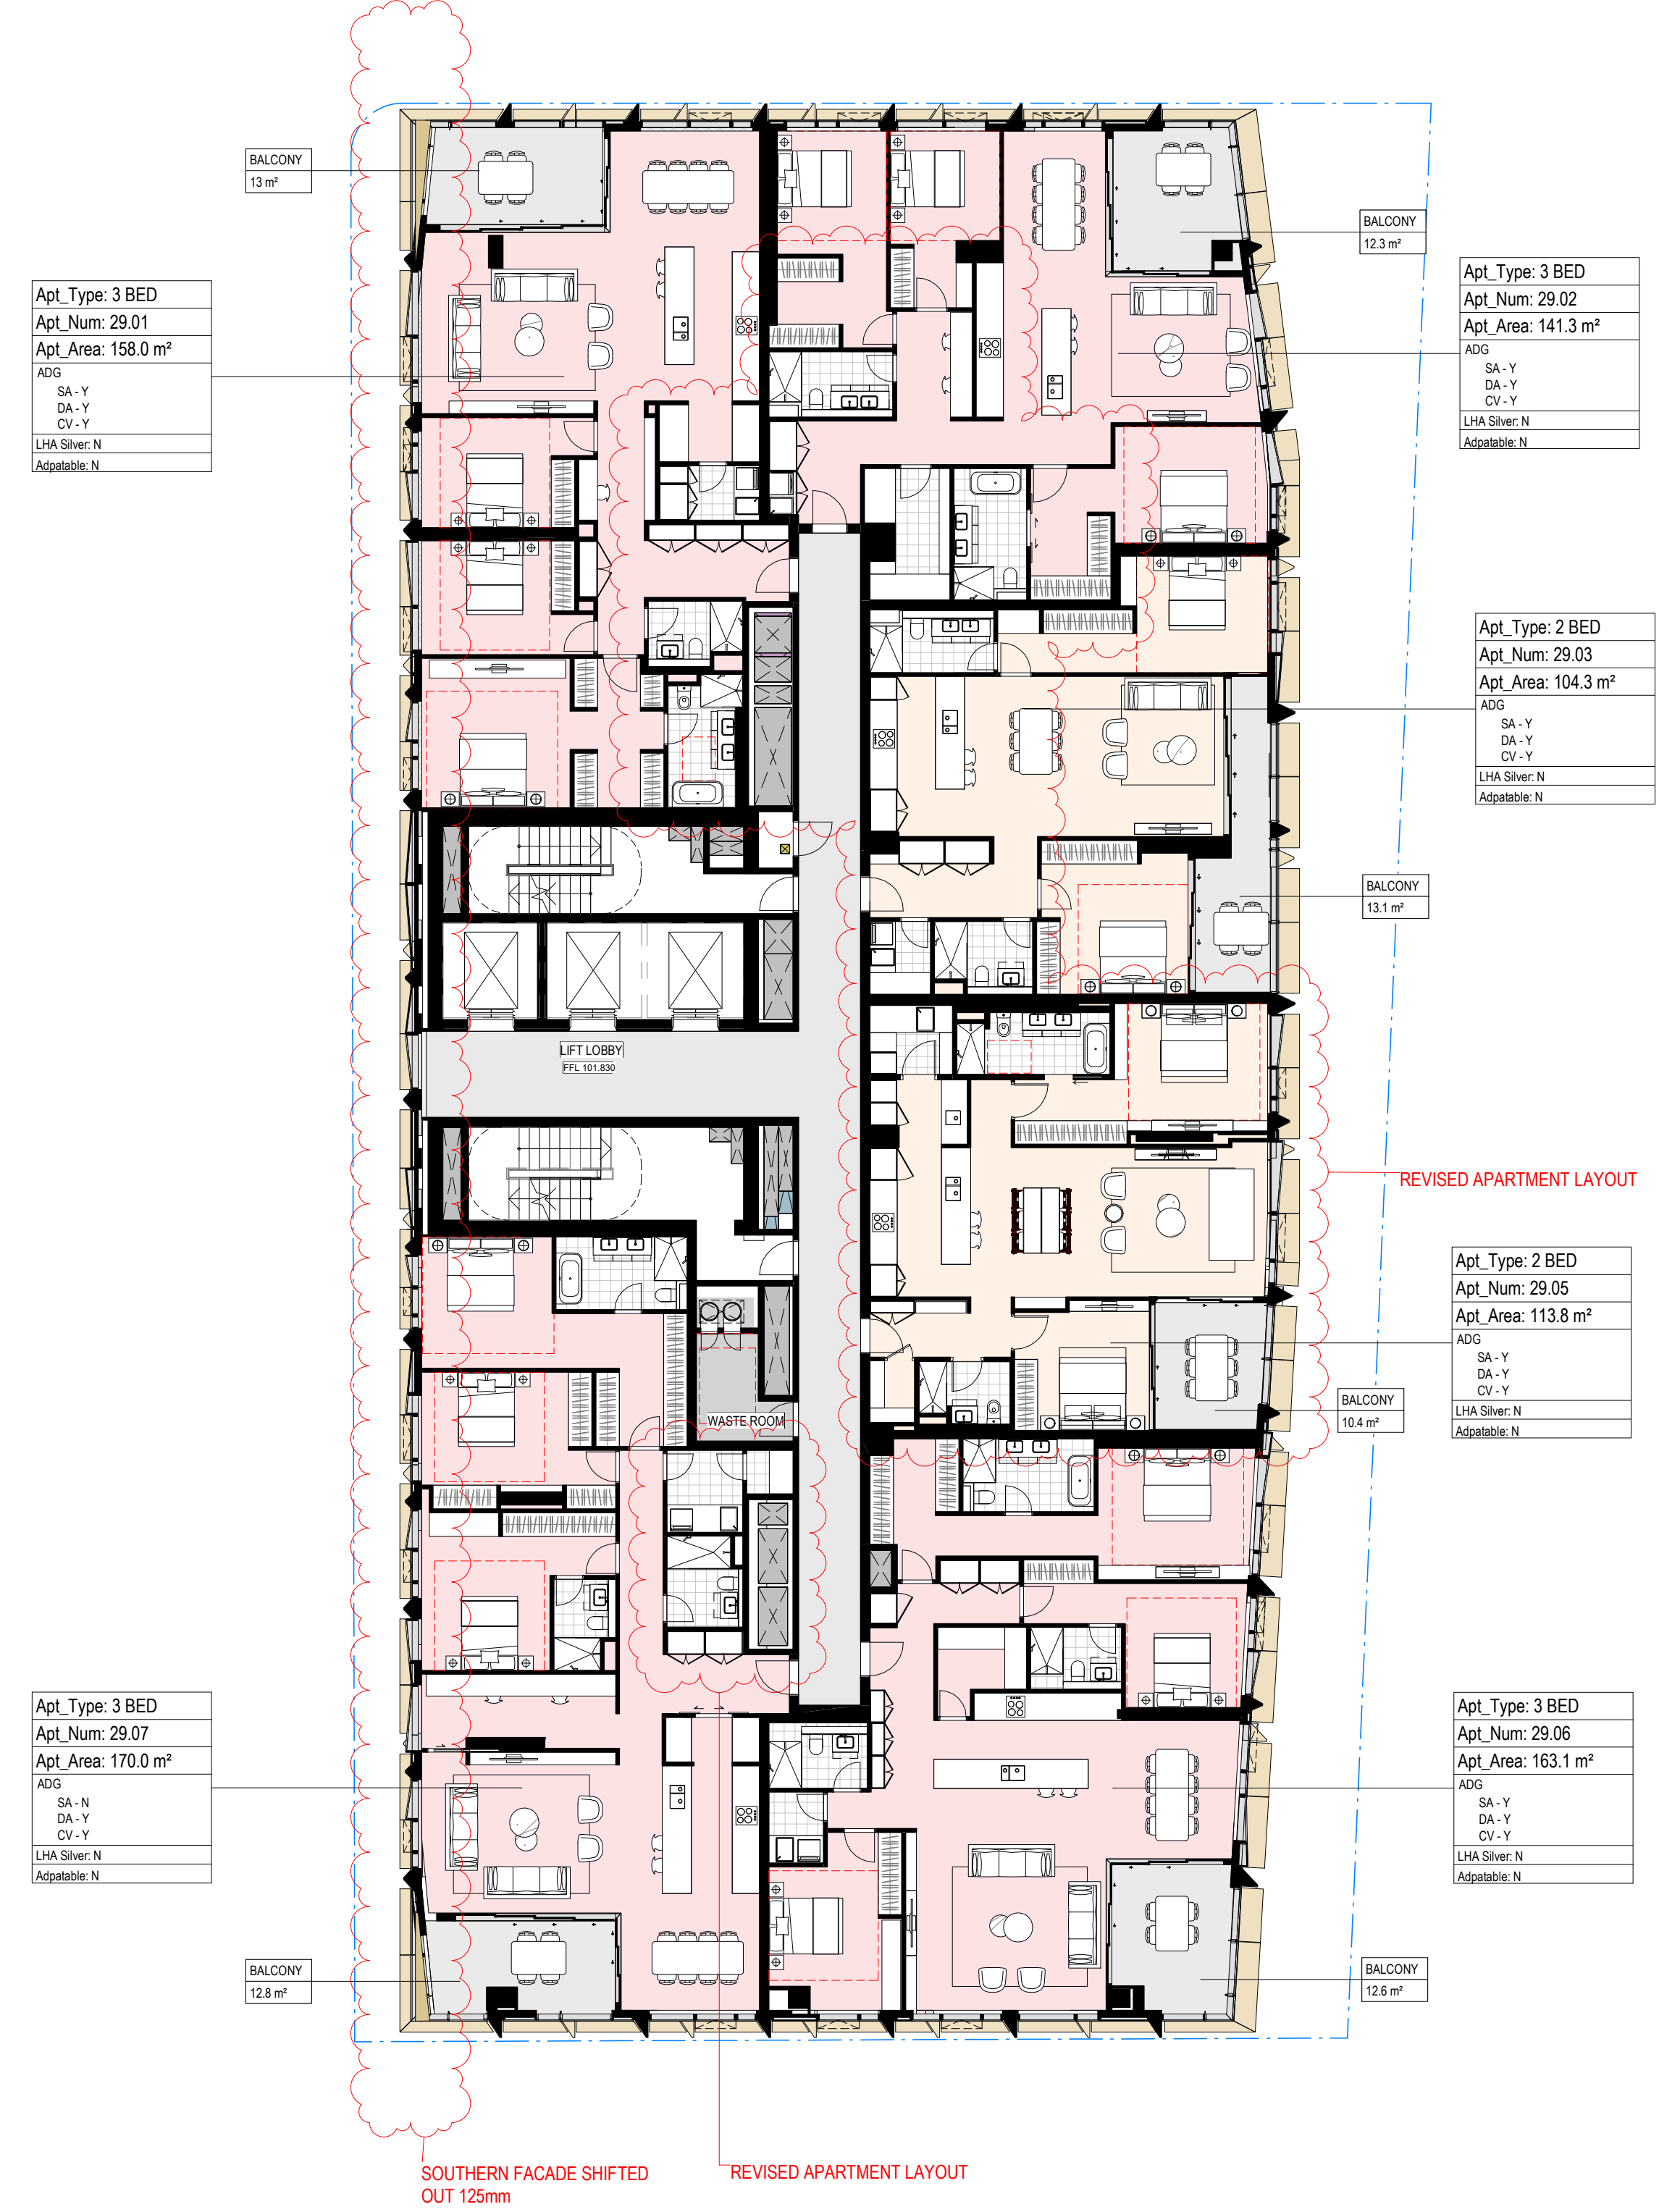 BALCONY
13 m²
BALCONY
12.3 m²
Apt_Type: 3 BED
Apt_Num: 29.01
Apt_Area: 158.0 m²
ADG
SA - Y
DA - Y
CV - Y
LHA Silver: N
Adpatable: N
Apt_Type: 3 BED
Apt_Num: 29.02
Apt_Area: 141.3 m²
ADG
SA - Y
DA - Y
CV - Y
LHA Silver: N
Adpatable: N
Apt_Type: 2 BED
Apt_Num: 29.03
Apt_Area: 104.3 m²
ADG
SA - Y
DA - Y
CV - Y
LHA Silver: N
Adpatable: N
BALCONY
13.1 m²
LIFT LOBBY
FFL 101.830
REVISED APARTMENT LAYOUT
Apt_Type: 2 BED
Apt_Num: 29.05
Apt_Area: 113.8 m²
ADG
SA - Y
DA - Y
CV - Y
LHA Silver: N
Adpatable: N
BALCONY
10.4 m²
WASTE ROOM
Apt_Type: 3 BED
Apt_Num: 29.07
Apt_Area: 170.0 m²
ADG
SA - N
DA - Y
CV - Y
LHA Silver: N
Adpatable: N
Apt_Type: 3 BED
Apt_Num: 29.06
Apt_Area: 163.1 m²
ADG
SA - Y
DA - Y
CV - Y
LHA Silver: N
Adpatable: N
BALCONY
12.8 m²
BALCONY
12.6 m²
SOUTHERN FACADE SHIFTED
OUT 125mm
REVISED APARTMENT LAYOUT